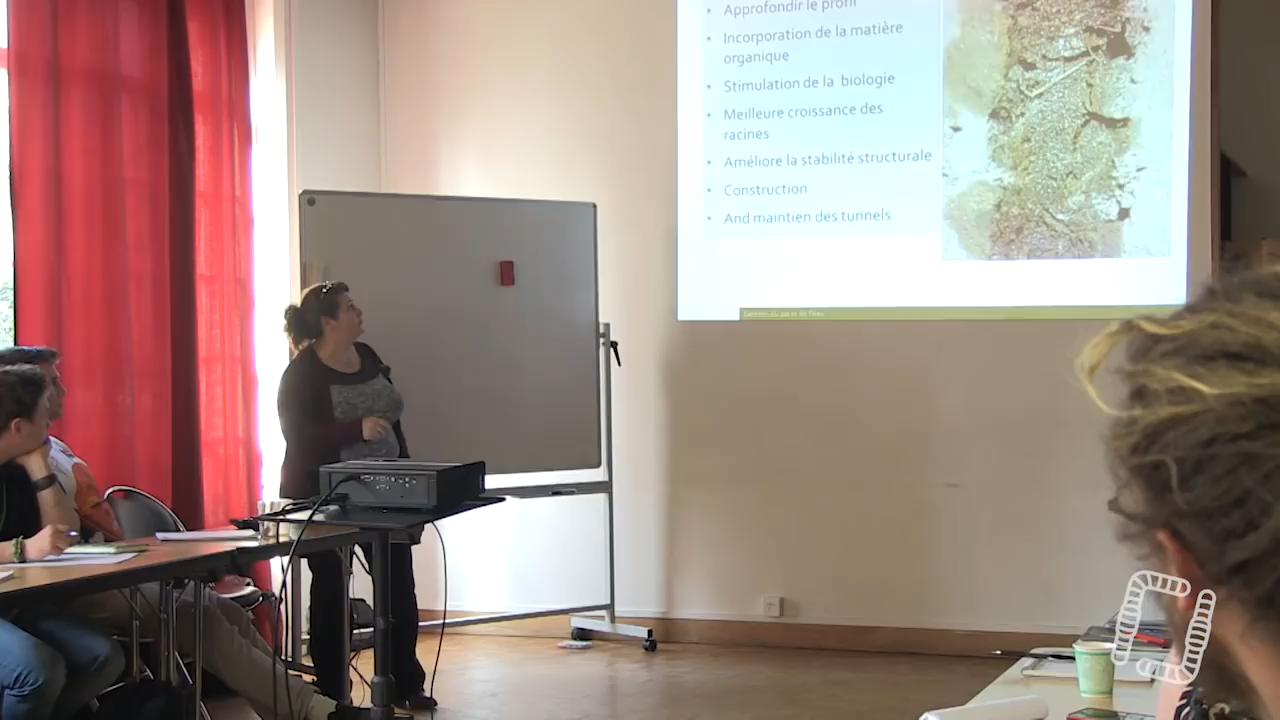 • Approfondir le profil
• Incorporation de la matière
organique
• Stimulation de la biologie
• Meilleure croissance des
racines
• Améliore la stabilité structurale
• Construction
• And maintien des tunnels